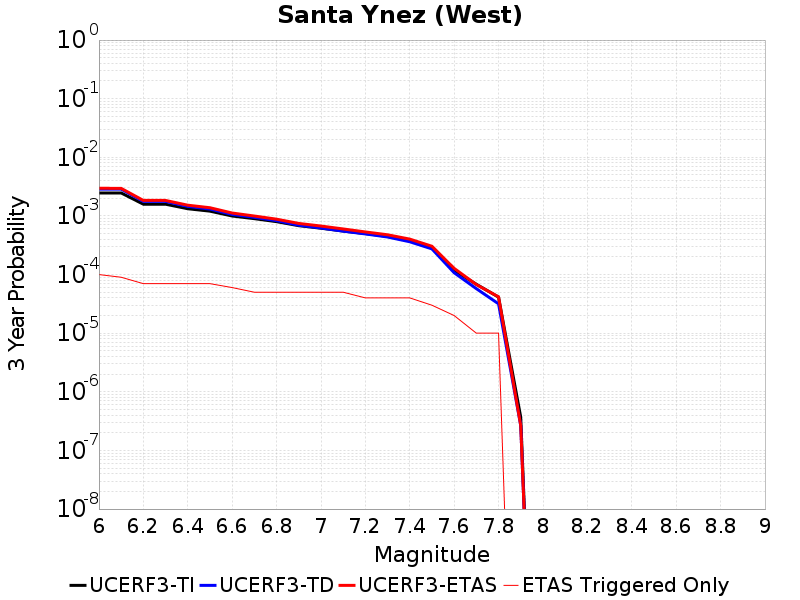 Santa Ynez (West)
10^0
10^-1
10^-2
10^-3
10^-4
10^-5
10^-6
10^-7
10^-8
3 Year Probability
6 6.2 6.4 6.6 6.8 7 7.2 7.4 7.6 7.8 8 8.2 8.4 8.6 8.8 9
Magnitude
UCERF3-TI UCERF3-TD UCERF3-ETAS ETAS Triggered Only